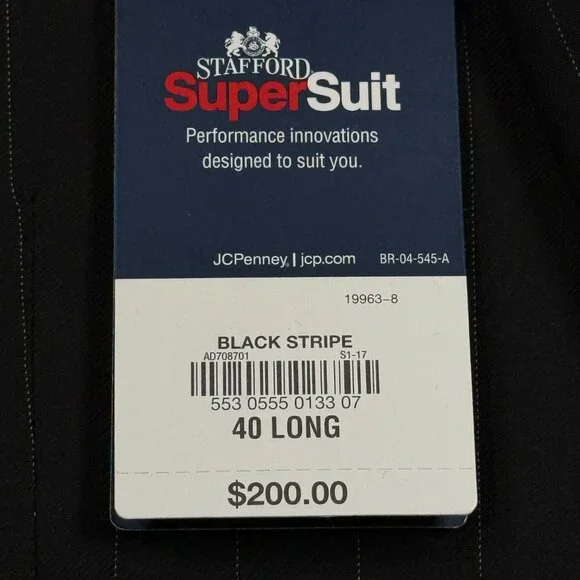 STAFFORD
SuperSuit
Performance innovations
designed to suit you.
JCPenney | jcp.com BR-04-545-A
19963-8
BLACK STRIPE
AD708701 S1-17
553 0555 0133 07
40 LONG
$200.00